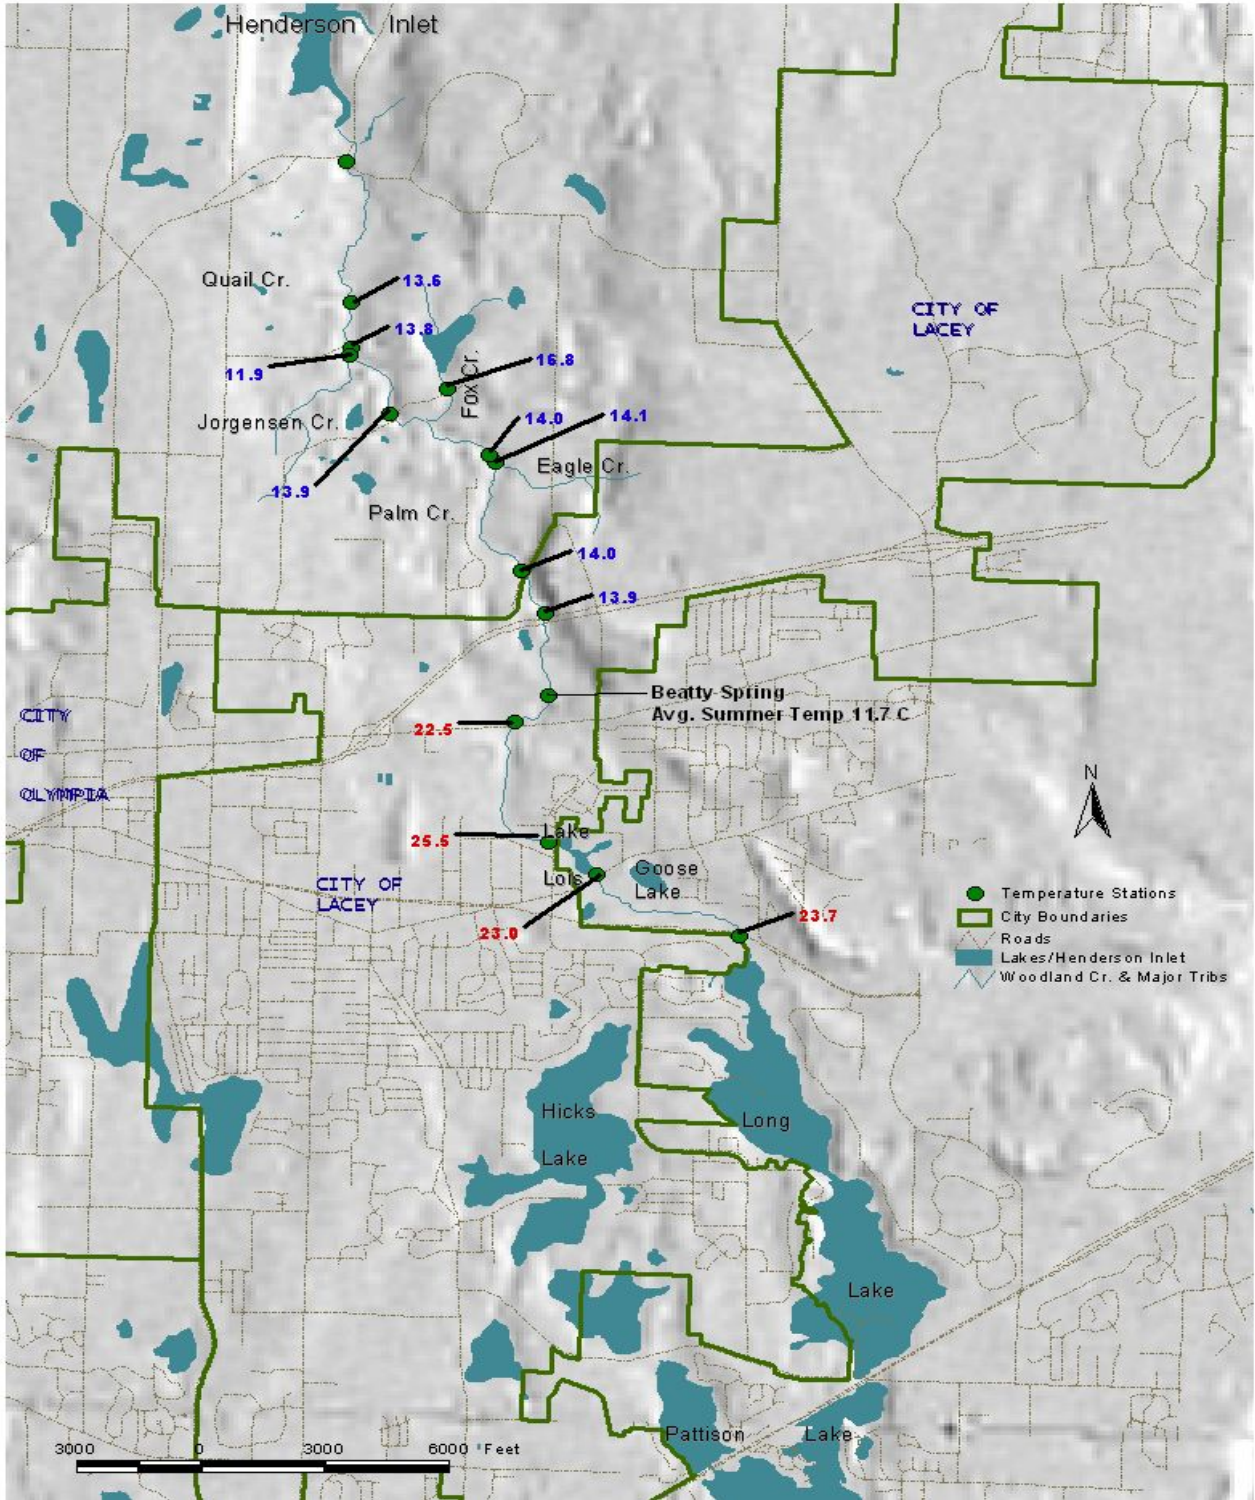 Henderson Inlet
Quail Cr.
13.6
13.8
11.9
16.8
Fox Cr.
Jorgensen Cr.
14.0
14.1
Eagle Cr.
13.9
Palm Cr.
14.0
13.9
CITY OF
LACEY
Beatty Spring
Avg. Summer Temp 11.7 C
22.5
CITY
OF
OLYMPIA
25.5
Lake
Lois
Goose
Lake
CITY OF
LACEY
23.0
23.7
N
Temperature Stations
City Boundaries
Roads
Lakes/Henderson Inlet
Woodland Cr. & Major Tribs
Hicks
Lake
Long
Lake
Pattison Lake
3000 0 3000 6000 Feet